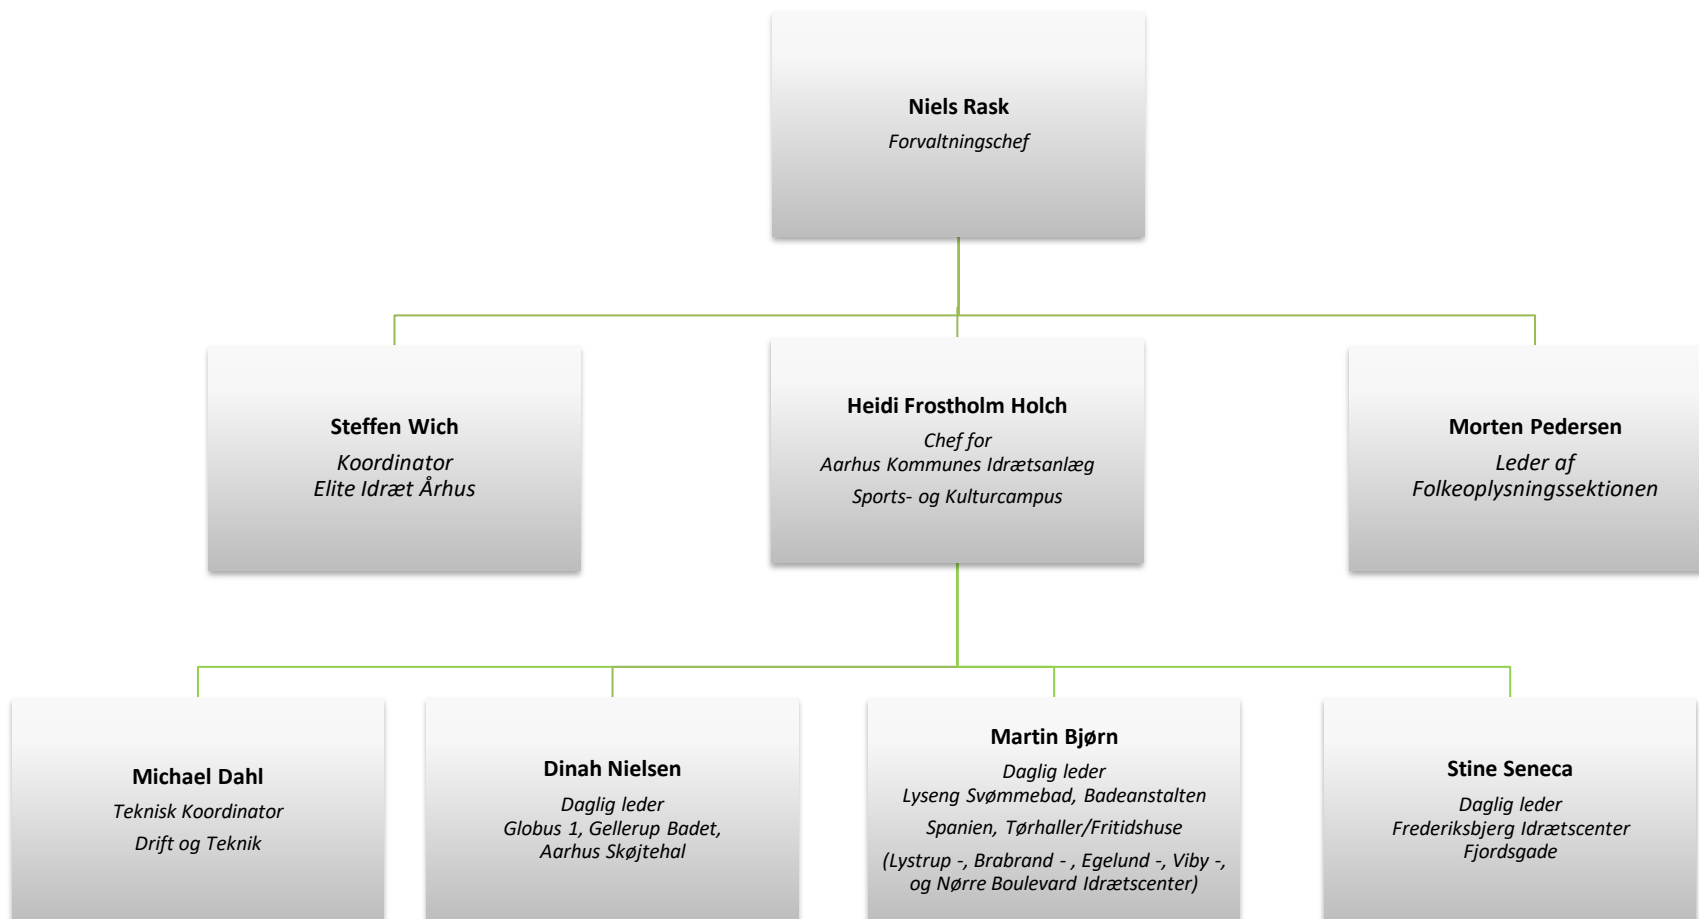 Niels Rask
Forvaltningschef
Steffen Wich
Koordinator
Elite Idræt Århus
Heidi Frostholm Holch
Chef for
Aarhus Kommunes Idrætsanlæg
Sports- og Kulturcampus
Morten Pedersen
Leder af
Folkeoplysningssektionen
Michael Dahl
Teknisk Koordinator
Drift og Teknik
Dinah Nielsen
Daglig leder
Globus 1, Gellerup Badet,
Aarhus Skøjtehal
Martin Bjørn
Daglig leder
Lyseng Svømmebad, Badeanstalten
Spanien, Tørhaller/Fritidshuse
(Lystrup -, Brabrand - , Egelund -, Viby -,
og Nørre Boulevard Idrætscenter)
Stine Seneca
Daglig leder
Frederiksbjerg Idrætscenter
Fjordsgade